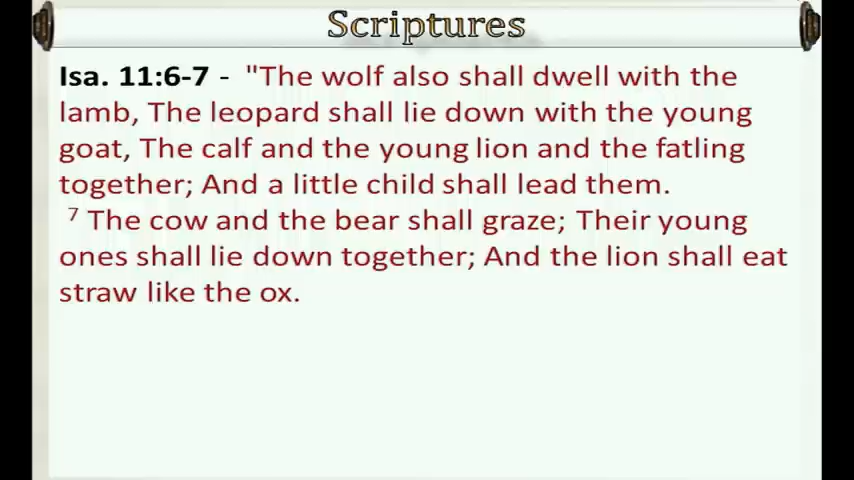 Scriptures
Isa. 11:6-7 - "The wolf also shall dwell with the
lamb, The leopard shall lie down with the young
goat, The calf and the young lion and the fatling
together; And a little child shall lead them.
7 The cow and the bear shall graze; Their young
ones shall lie down together; And the lion shall eat
straw like the ox.